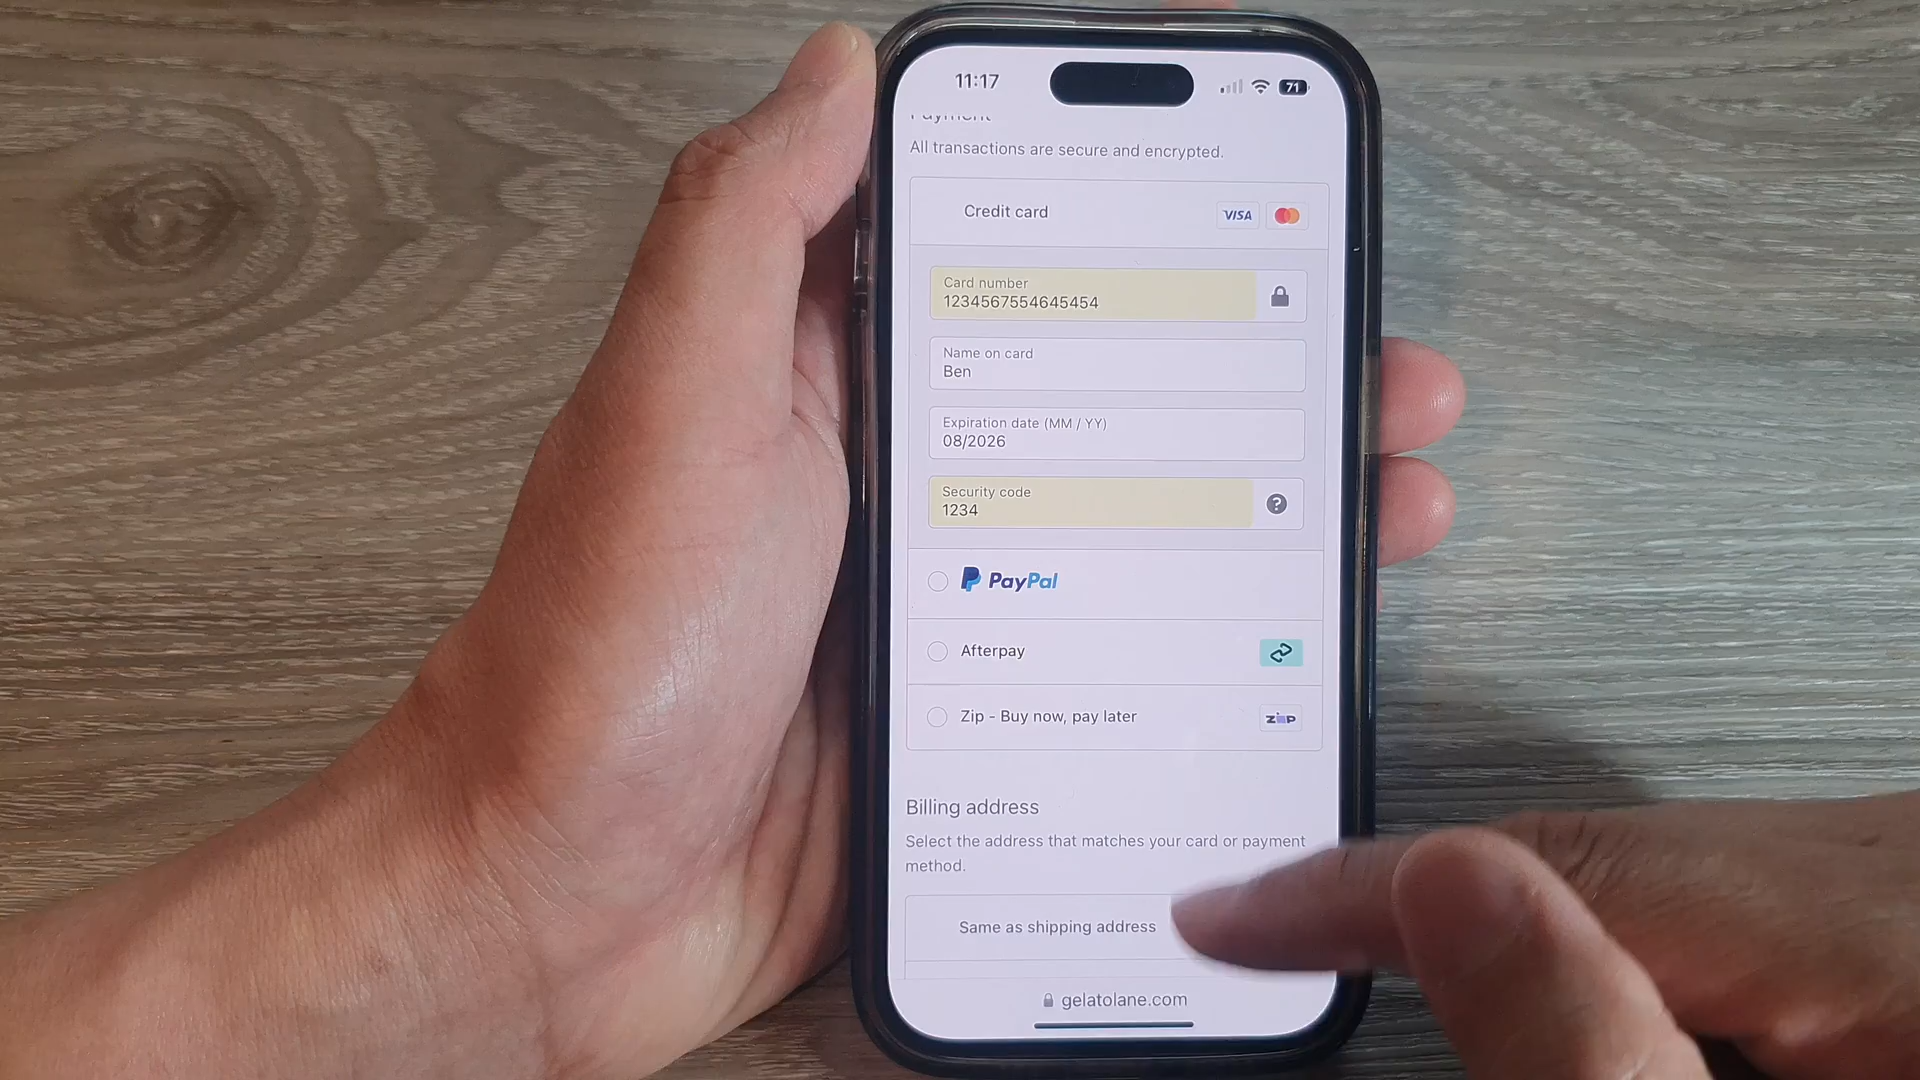 11:17
71
Payment
All transactions are secure and encrypted.
Credit card
VISA
Card number
1234567554645454
Name on card
Ben
Expiration date (MM / YY)
08/2026
Security code
1234
?
PayPal
Afterpay
Zip - Buy now, pay later
zip
Billing address
Select the address that matches your card or payment
method.
Same as shipping address
gelatolane.com